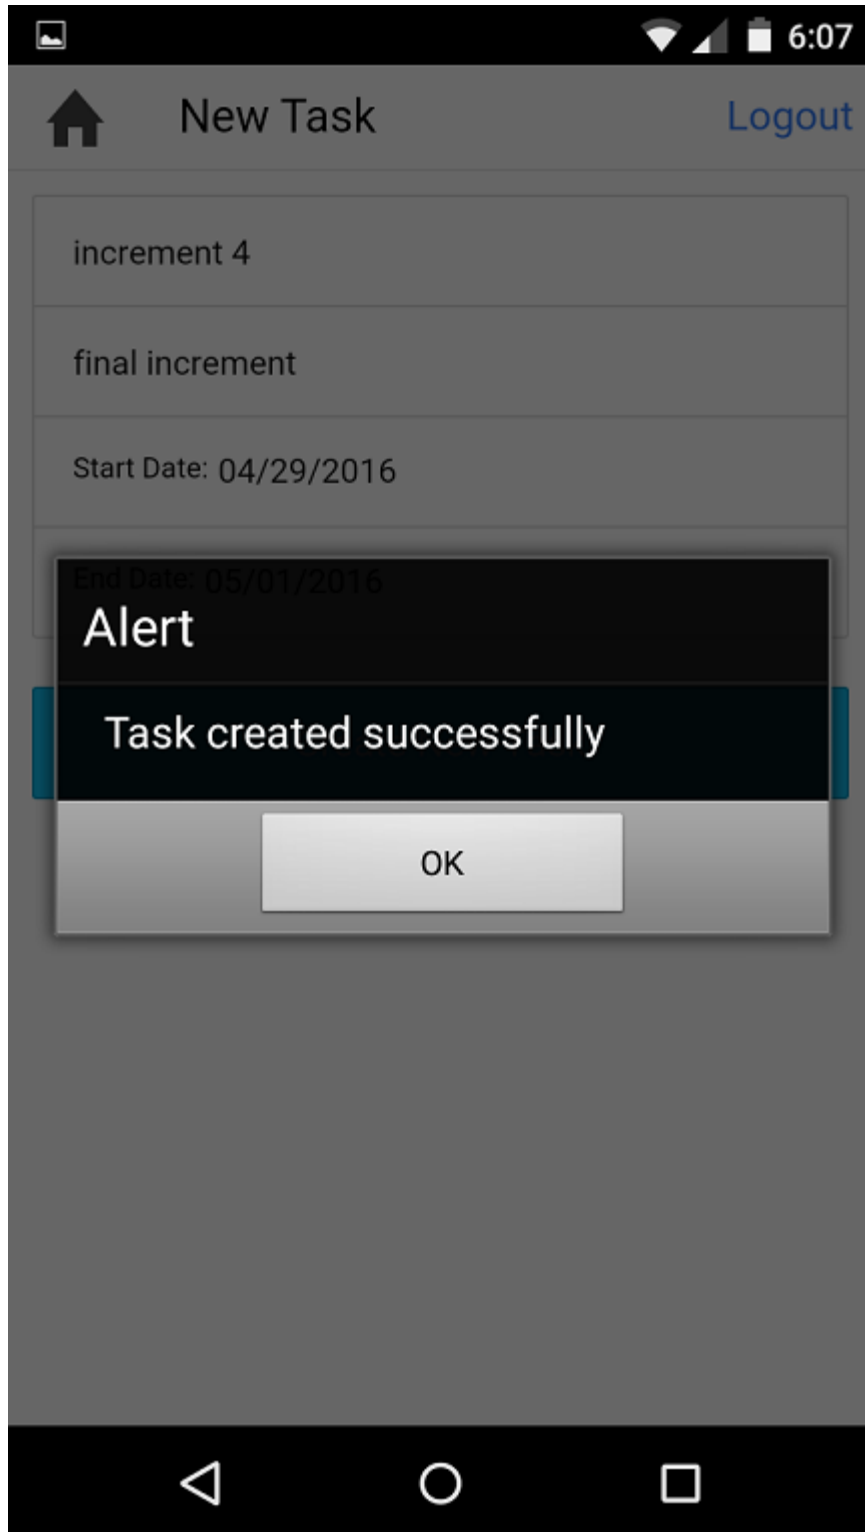 6:07
New Task Logout
increment 4
final increment
Start Date: 04/29/2016
End Date: 05/01/2016
Alert
Task created successfully
OK